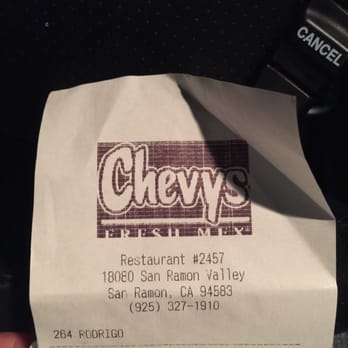 CANCEL
Chevys
FRESH MEX
Restaurant #2457
18080 San Ramon Valley
San Ramon, CA 94583
(925) 327-1910
264 RODRIGO